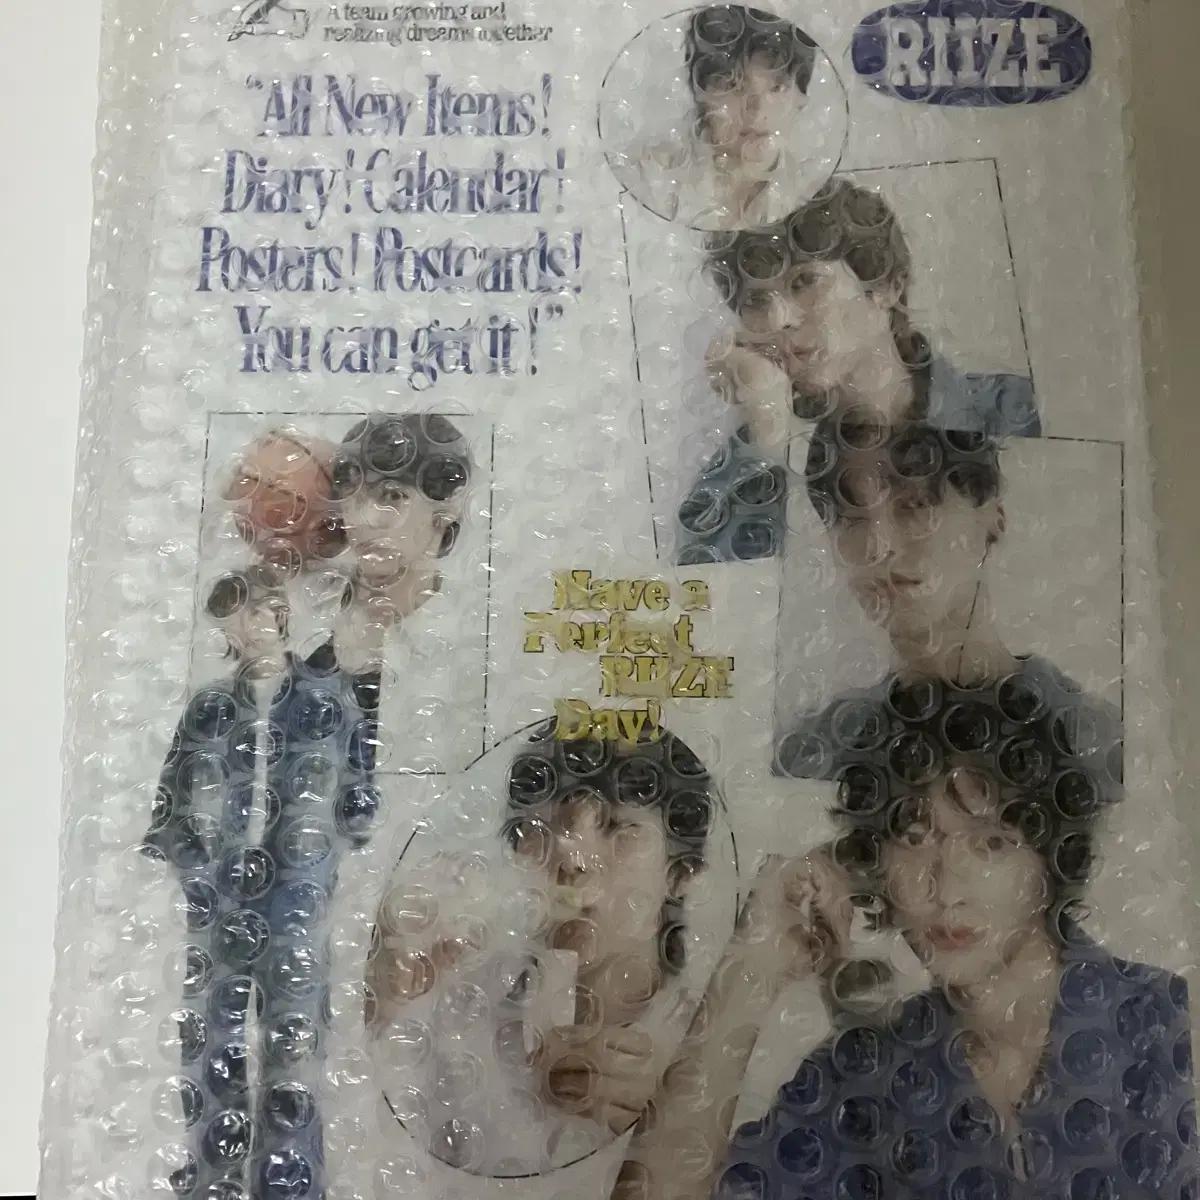 A team growing and
realizing dreams together
RIIZE
"All New Items!
Diary! Calendar!
Posters! Postcards!
You can get it!"
Have a
Perfect
RIIZE
Day!